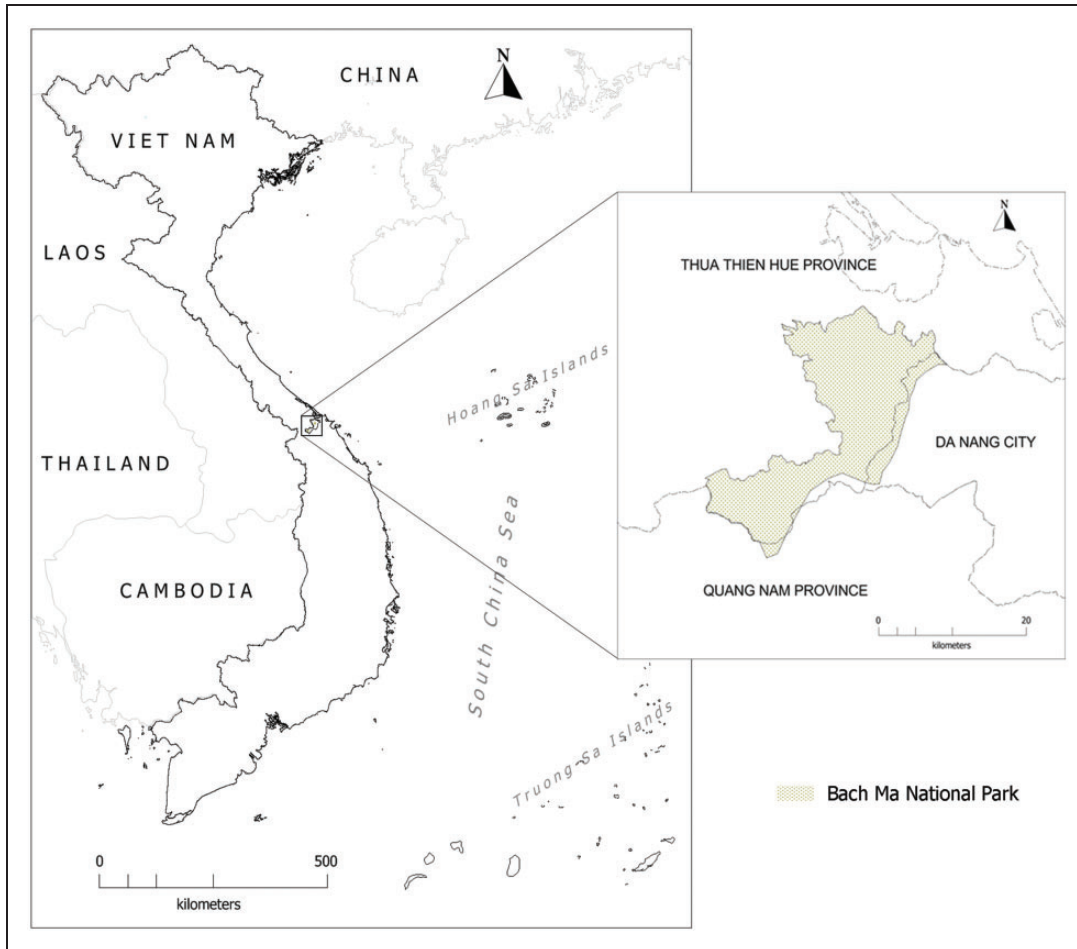 N
CHINA
VIET NAM
LAOS
THAILAND
CAMBODIA
Hoang Sa Islands
South China Sea
Truong Sa Islands
0 500
kilometers
N
THUA THIEN HUE PROVINCE
DA NANG CITY
QUANG NAM PROVINCE
0 20
kilometers
Bach Ma National Park